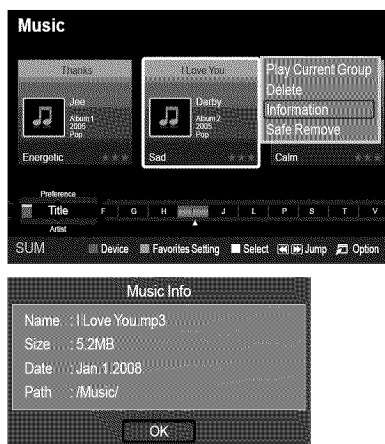 Music
Thanks
Joe
Album 1
2005
Pop
Energetic
I Love You
Darby
Album 2
2005
Pop
Sad
Play Current Group
Delete
Information
Safe Remove
Calm
Preference
Title
Artist
F G H J L P S T V
SUM Device Favorites Setting Select Jump Option
Music Info
Name : I Love You.mp3
Size : 5.2MB
Date : Jan.1.2008
Path : /Music/
OK